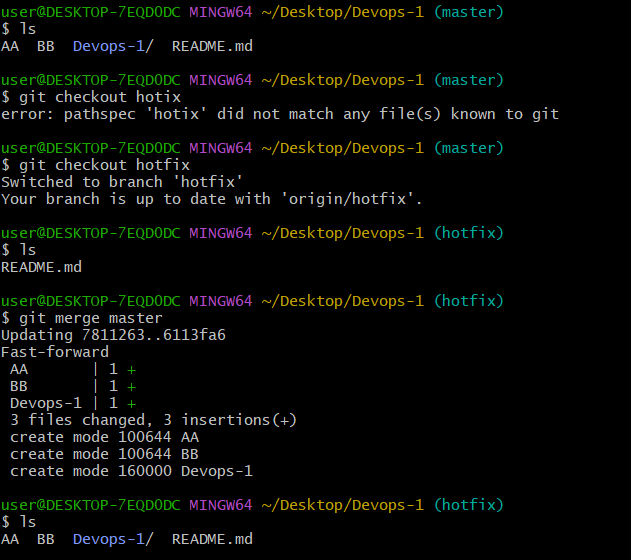 user@DESKTOP-7EQD0DC MINGW64 ~/Desktop/Devops-1 (master)
$ ls
AA  BB  Devops-1/  README.md

user@DESKTOP-7EQD0DC MINGW64 ~/Desktop/Devops-1 (master)
$ git checkout hotix
error: pathspec 'hotix' did not match any file(s) known to git

user@DESKTOP-7EQD0DC MINGW64 ~/Desktop/Devops-1 (master)
$ git checkout hotfix
Switched to branch 'hotfix'
Your branch is up to date with 'origin/hotfix'.

user@DESKTOP-7EQD0DC MINGW64 ~/Desktop/Devops-1 (hotfix)
$ ls
README.md

user@DESKTOP-7EQD0DC MINGW64 ~/Desktop/Devops-1 (hotfix)
$ git merge master
Updating 7811263..6113fa6
Fast-forward
 AA       | 1 +
 BB       | 1 +
 Devops-1 | 1 +
 3 files changed, 3 insertions(+)
 create mode 100644 AA
 create mode 100644 BB
 create mode 160000 Devops-1

user@DESKTOP-7EQD0DC MINGW64 ~/Desktop/Devops-1 (hotfix)
$ ls
AA  BB  Devops-1/  README.md